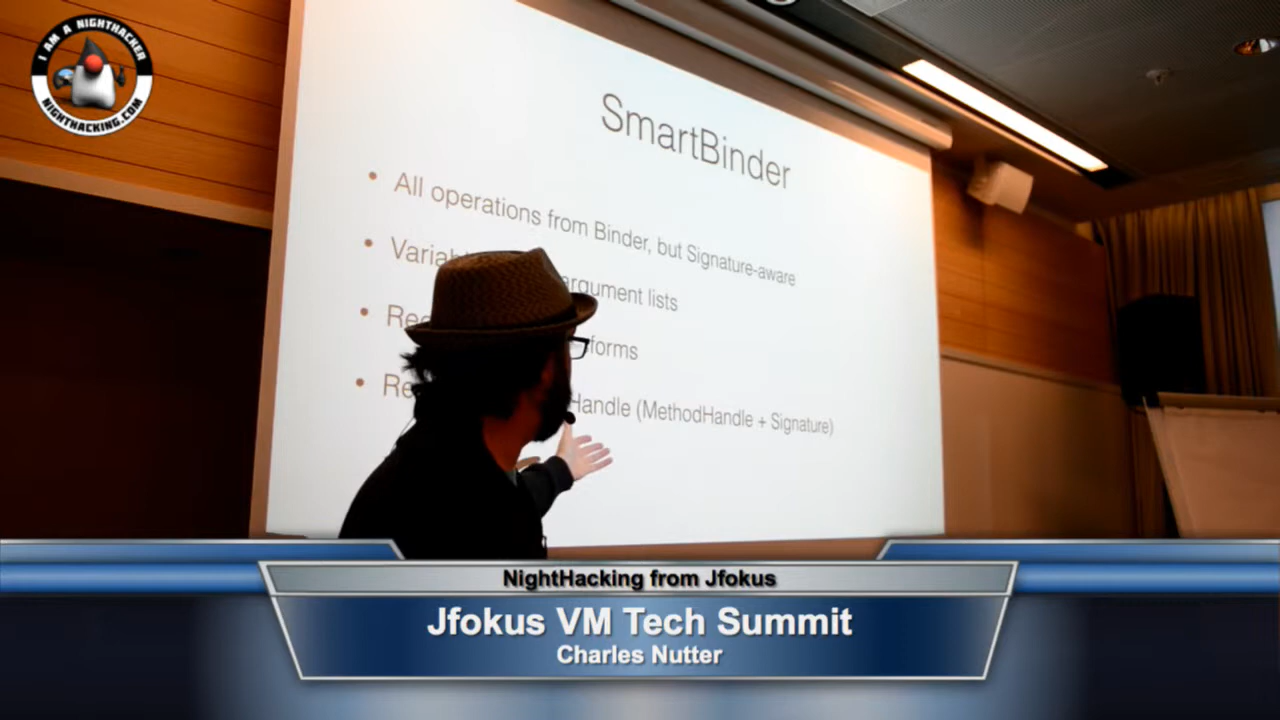 I AM A NIGHTHACKER
NIGHTHACKING.COM
SmartBinder
• All operations from Binder, but Signature-aware
• argument lists
•
• Handle (MethodHandle + Signature)
NightHacking from Jfokus
Jfokus VM Tech Summit
Charles Nutter